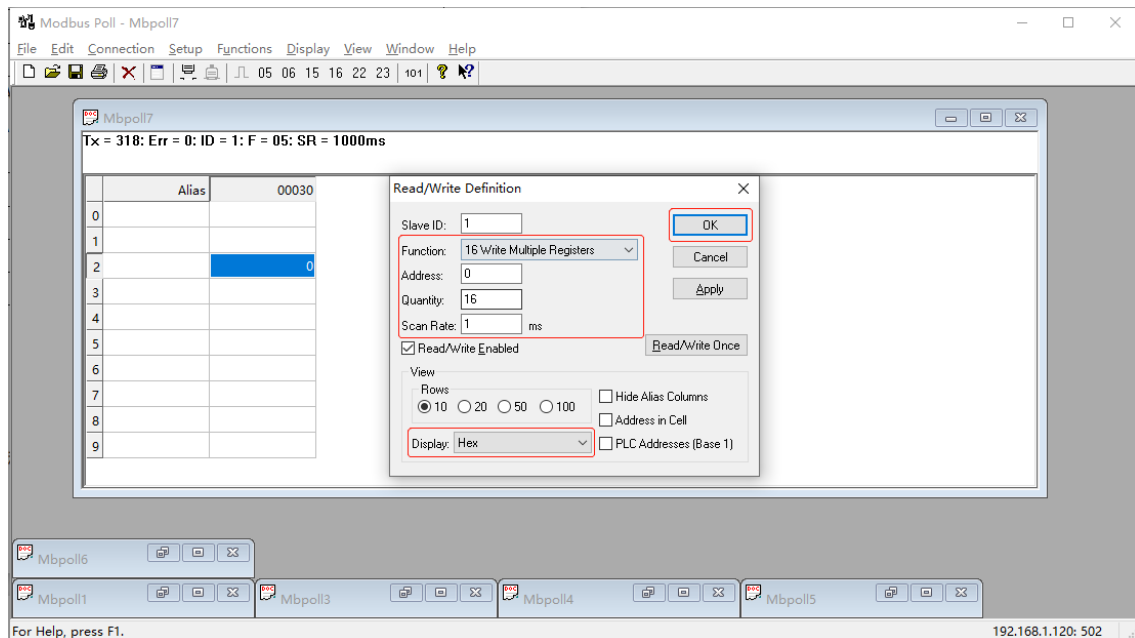 Modbus Poll - Mbpoll7
File Edit Connection Setup Functions Display View Window Help
05 06 15 16 22 23 101
Mbpoll7
Tx = 318: Err = 0: ID = 1: F = 05: SR = 1000ms
Alias 00030
0
1
2 0
3
4
5
6
7
8
9
Read/Write Definition
Slave ID: 1
OK
Function: 16 Write Multiple Registers
Cancel
Address: 0
Apply
Quantity: 16
Scan Rate: 1 ms
Read/Write Enabled
Read/Write Once
View
Rows
10 20 50 100
Hide Alias Columns
Address in Cell
Display: Hex
PLC Addresses (Base 1)
Mbpoll6
Mbpoll1 Mbpoll3 Mbpoll4 Mbpoll5
For Help, press F1. 192.168.1.120: 502